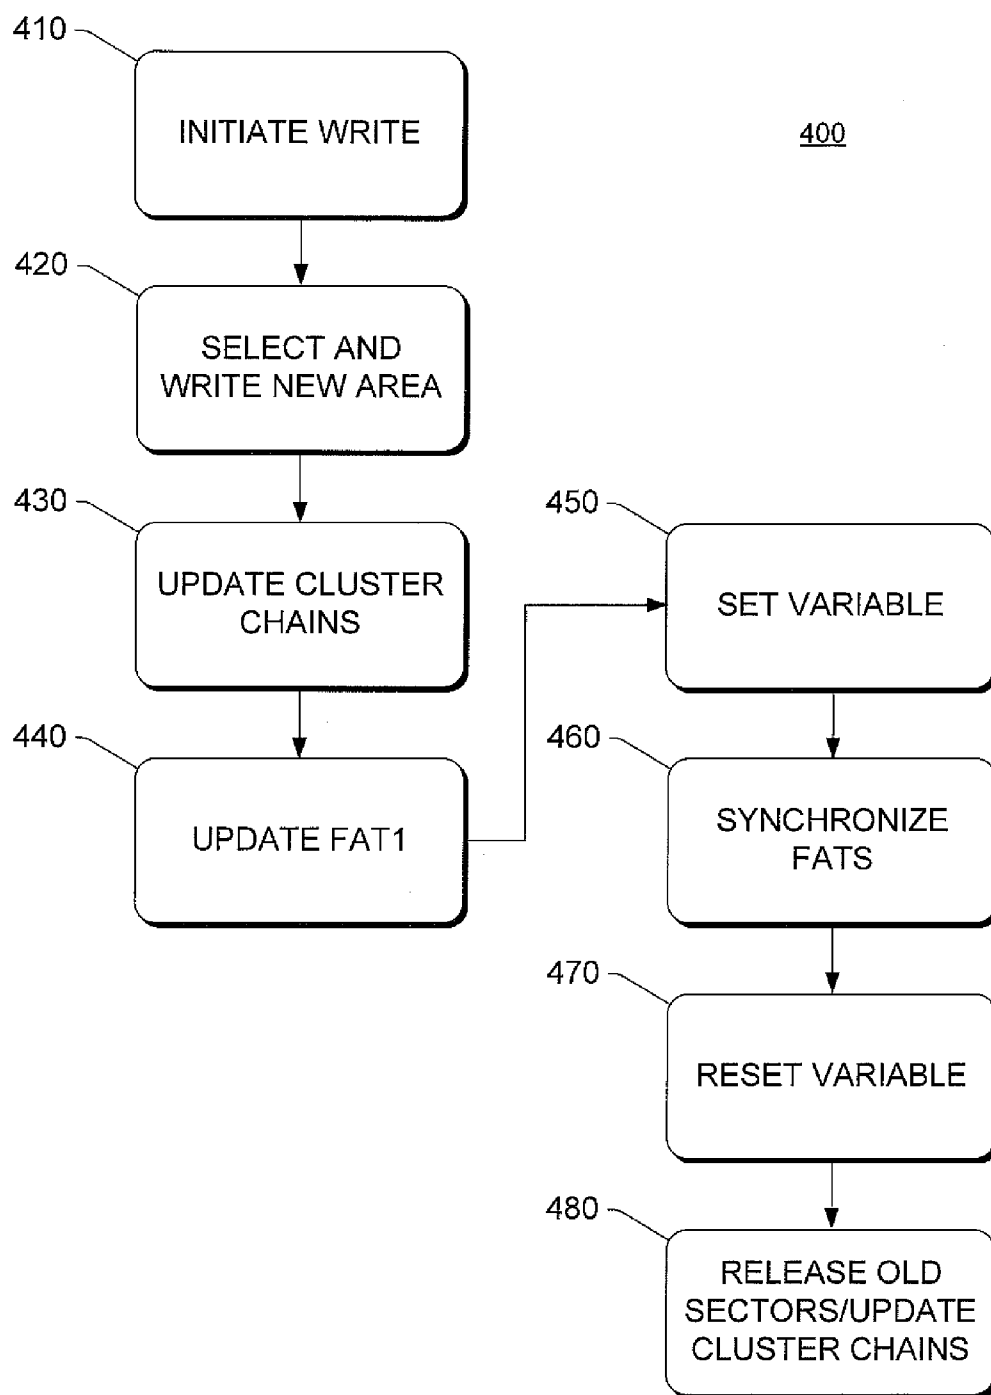 410
INITIATE WRITE
400
420
SELECT AND
WRITE NEW AREA
430
UPDATE CLUSTER
CHAINS
440
UPDATE FAT1
450
SET VARIABLE
460
SYNCHRONIZE
FATS
470
RESET VARIABLE
480
RELEASE OLD
SECTORS/UPDATE
CLUSTER CHAINS